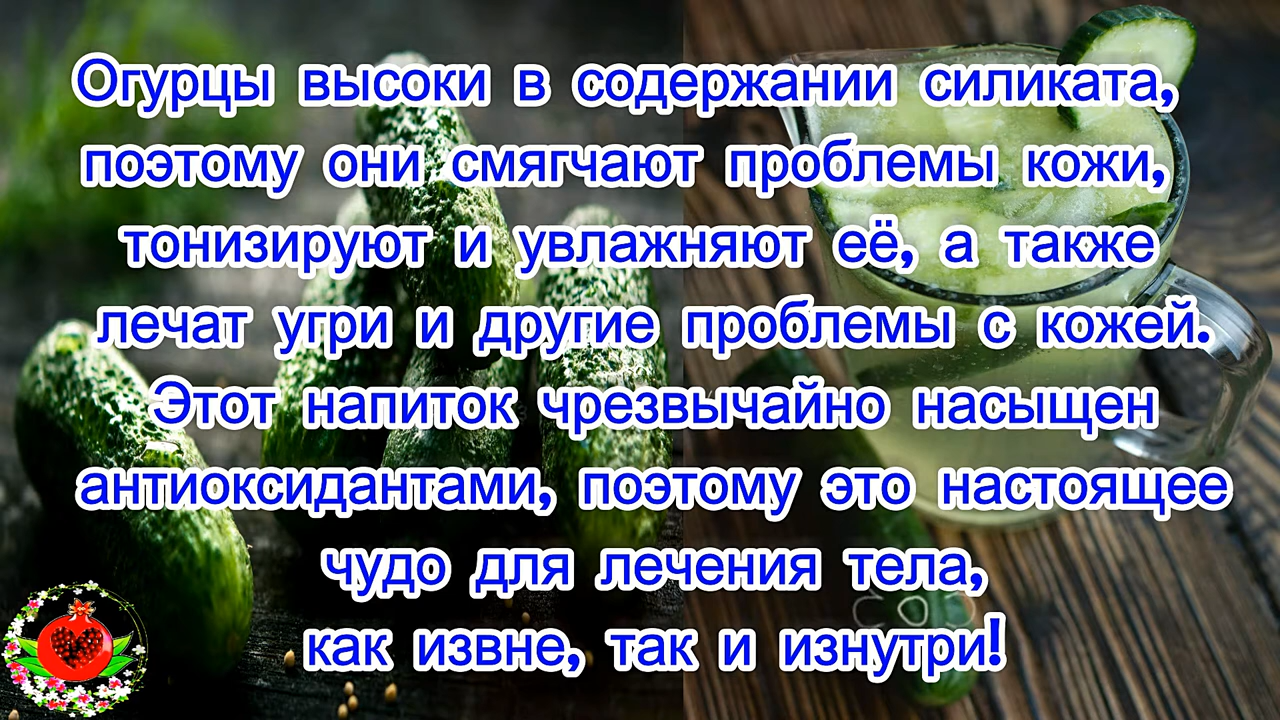 Огурцы высоки в содержании силиката,
поэтому они смягчают проблемы кожи,
тонизируют и увлажняют её, а также
лечат угри и другие проблемы с кожей.
Этот напиток чрезвычайно насыщен
антиоксидантами, поэтому это настоящее
чудо для лечения тела,
как извне, так и изнутри!